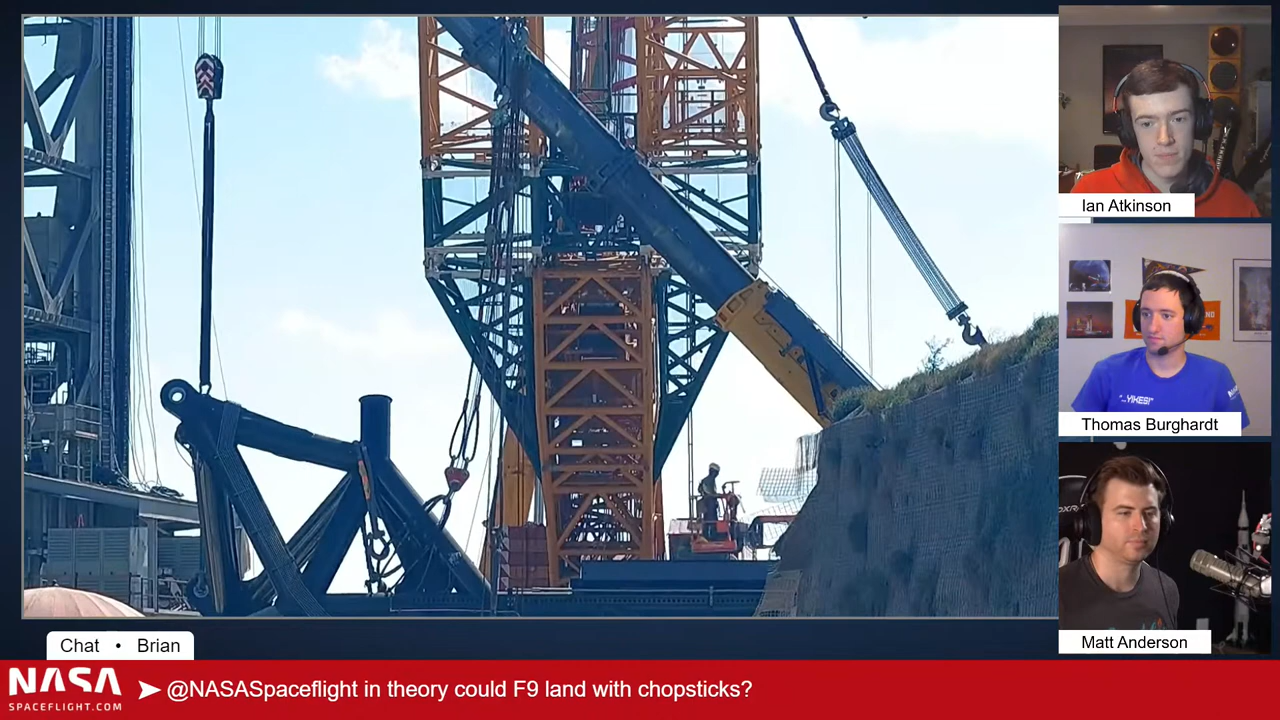 Ian Atkinson
"...YIKES!"
Thomas Burghardt
Matt Anderson
Chat • Brian
NASA
SPACEFLIGHT.COM
@NASASpaceflight in theory could F9 land with chopsticks?